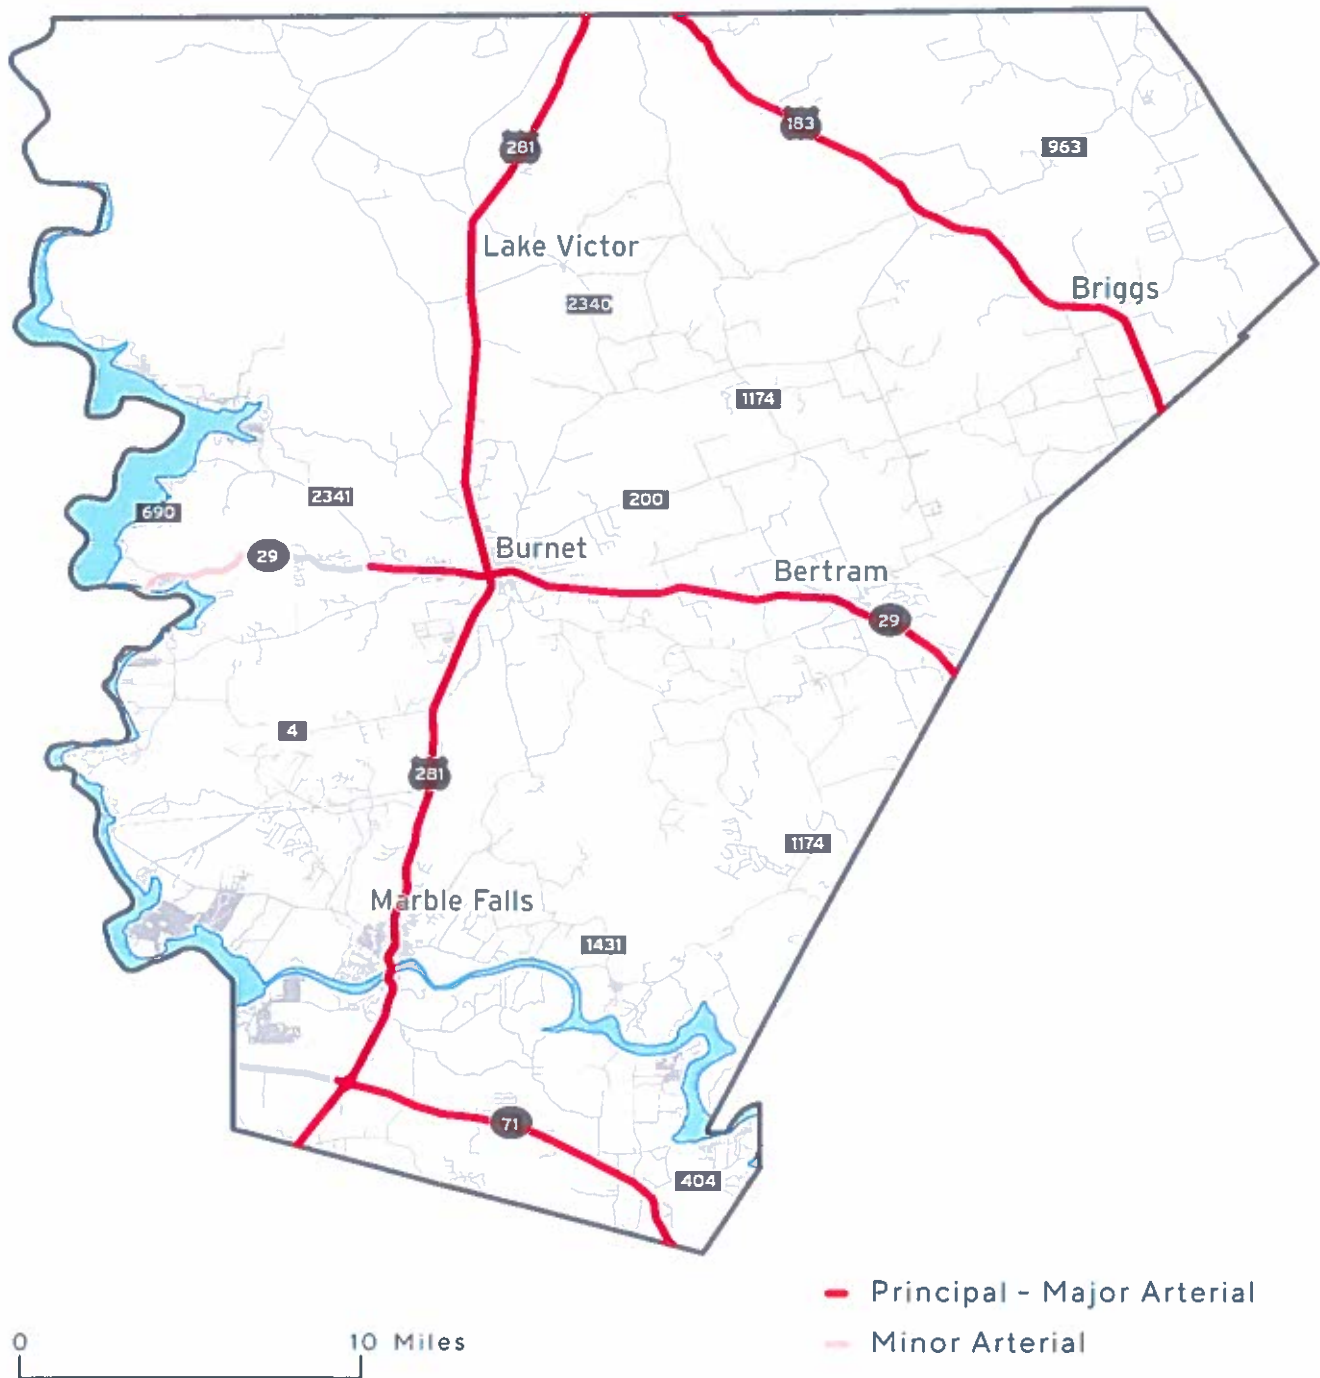 183
281
963
Lake Victor
Briggs
2340
1174
2341
200
690
Burnet
29
Bertram
29
4
281
1174
Marble Falls
1431
71
404
Principal - Major Arterial
Minor Arterial
0 10 Miles